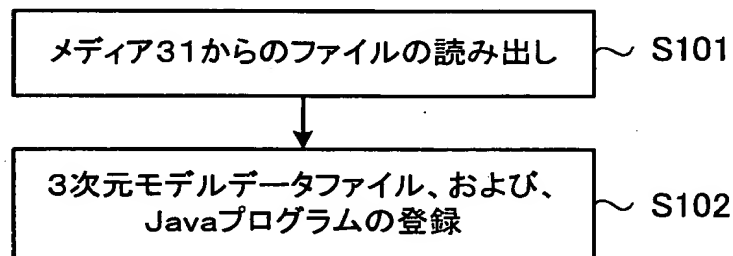 メディア31からのファイルの読み出し S101
3次元モデルデータファイル、および、
Javaプログラムの登録 S102